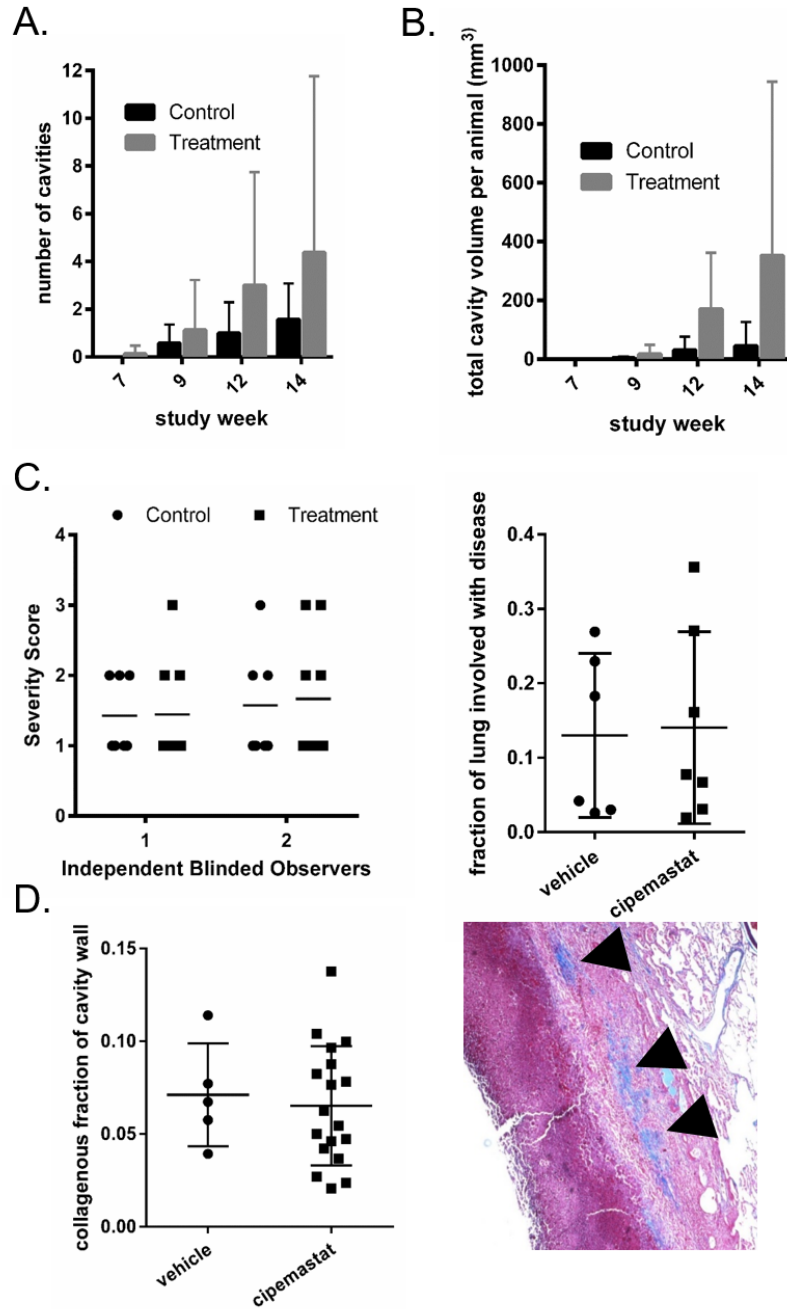 A.
number of cavities
12
10
8
6
4
2
0
Control
Treatment
7
9
12
14
study week
B.
total cavity volume per animal (mm³)
1000
800
600
400
200
0
Control
Treatment
7
9
12
14
study week
C.
Control
Treatment
Severity Score
4
3
2
1
0
1
2
Independent Blinded Observers
fraction of lung involved with disease
0.4
0.3
0.2
0.1
0.0
vehicle
cipemastat
D.
collagenous fraction of cavity wall
0.15
0.10
0.05
0.00
vehicle
cipemastat